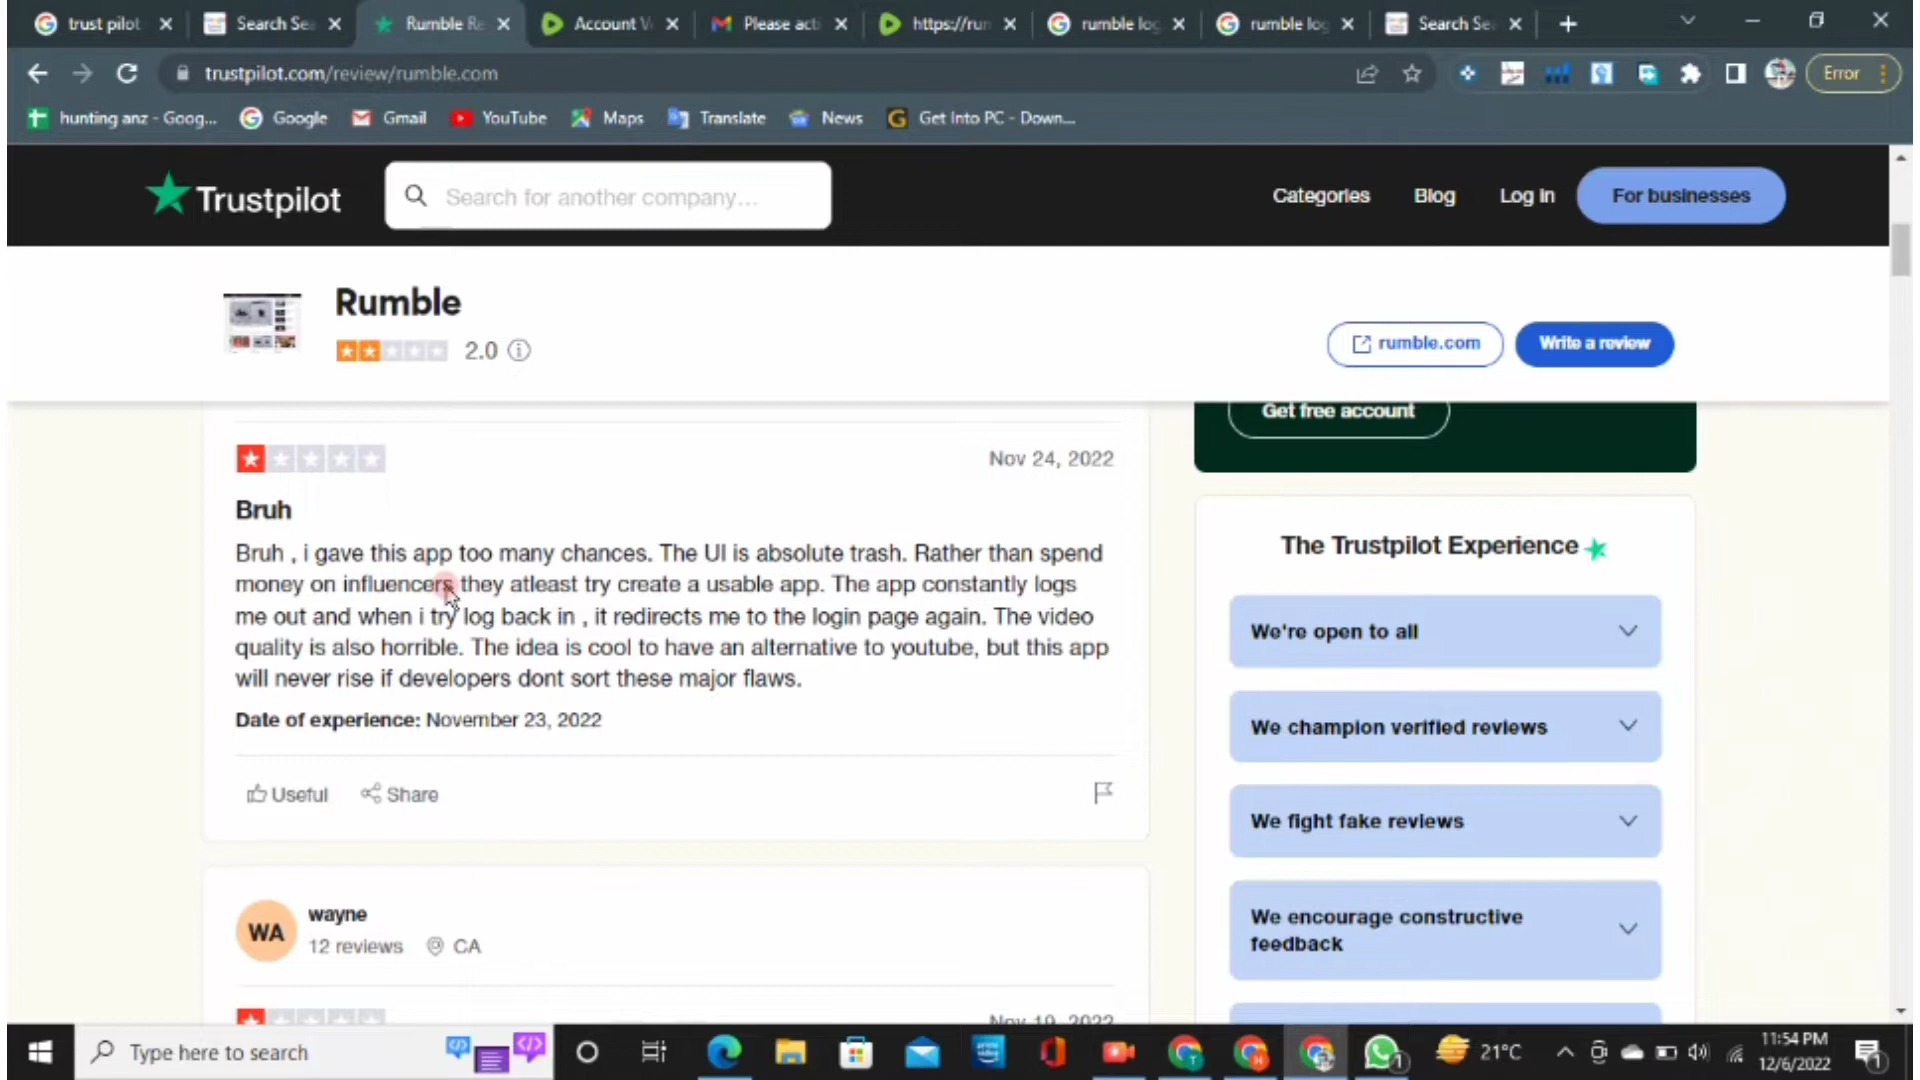 trust pilot
Search Se
Rumble Re
Account V
Please acti
https://run
rumble log
rumble log
Search Se
trustpilot.com/review/rumble.com
Error
hunting anz - Goog...
Google
Gmail
YouTube
Maps
Translate
News
Get Into PC - Down...
Trustpilot
Search for another company...
Categories
Blog
Log in
For businesses
Rumble
2.0
rumble.com
Write a review
Get free account
Nov 24, 2022
Bruh
Bruh , i gave this app too many chances. The UI is absolute trash. Rather than spend
money on influencers they atleast try create a usable app. The app constantly logs
me out and when i try log back in , it redirects me to the login page again. The video
quality is also horrible. The idea is cool to have an alternative to youtube, but this app
will never rise if developers dont sort these major flaws.
Date of experience: November 23, 2022
Useful
Share
The Trustpilot Experience
We're open to all
We champion verified reviews
We fight fake reviews
We encourage constructive
feedback
WA
wayne
12 reviews
CA
Nov 19, 2022
Type here to search
21°C
11:54 PM
12/6/2022
1
1